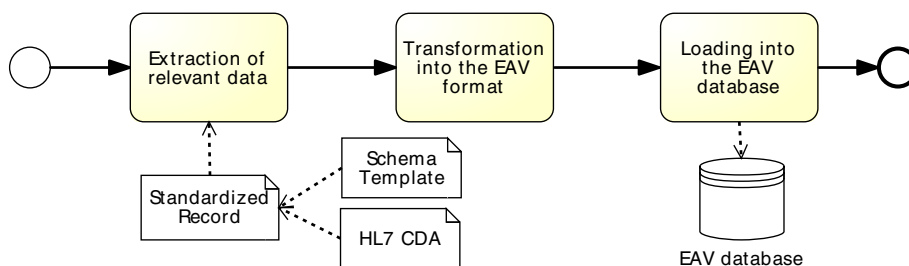 Extraction of
relevant data
Transformation
into the EAV
format
Loading into
the EAV
database
Schema
Template
Standardized
Record
HL7 CDA
EAV database